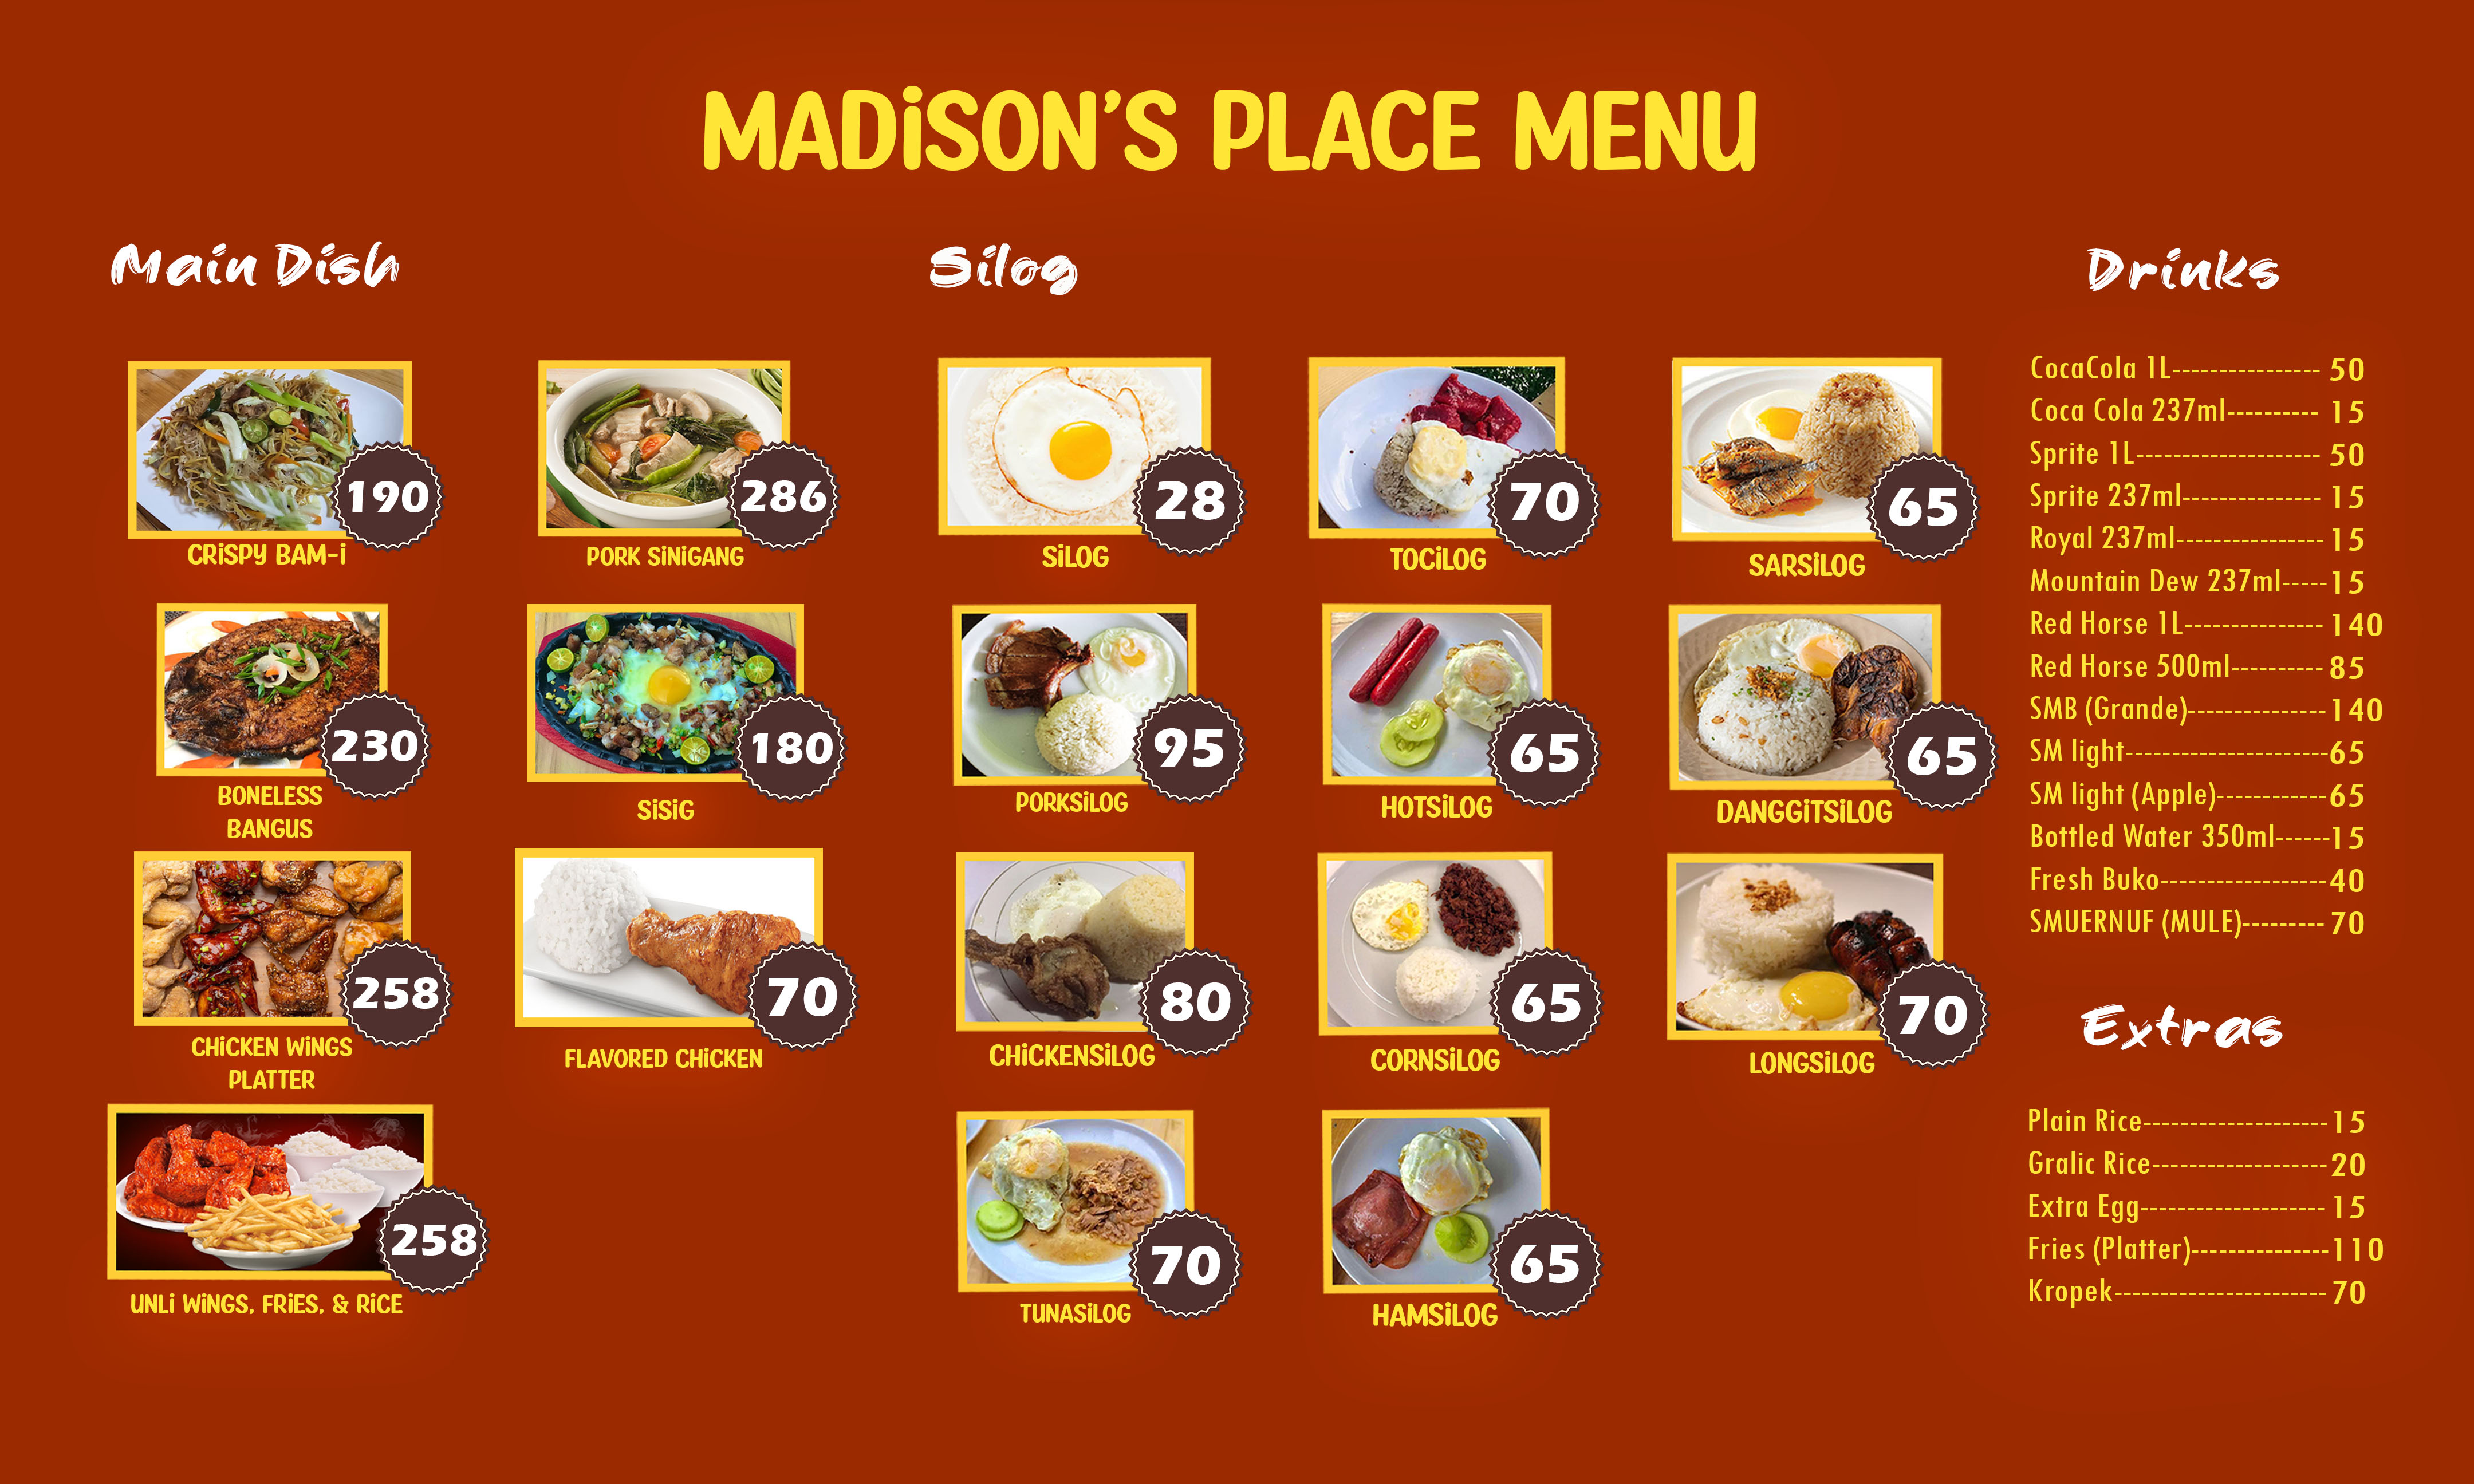 MADiSON'S PLACE MENU
Main Dish
190
CRiSPY BAM-i
286
PORK SiNiGANG
230
BONELESS
BANGUS
180
SiSiG
258
CHiCKEN WiNGS
PLATTER
70
FLAVORED CHiCKEN
258
UNLi WiNGS, FRiES, & RiCE
Silog
28
SiLOG
70
TOCiLOG
65
SARSiLOG
95
PORKSiLOG
65
HOTSiLOG
65
DANGGiTSiLOG
80
CHiCKENSiLOG
65
CORNSiLOG
70
LONGSiLOG
70
TUNASiLOG
65
HAMSiLOG
Drinks
CocaCola 1L---------------- 50
Coca Cola 237ml---------- 15
Sprite 1L-------------------- 50
Sprite 237ml--------------- 15
Royal 237ml---------------- 15
Mountain Dew 237ml-----15
Red Horse 1L--------------- 140
Red Horse 500ml---------- 85
SMB (Grande)---------------140
SM light----------------------65
SM light (Apple)------------65
Bottled Water 350ml------15
Fresh Buko------------------40
SMUERNUF (MULE)--------- 70
Extras
Plain Rice--------------------15
Gralic Rice-------------------20
Extra Egg-------------------- 15
Fries (Platter)---------------110
Kropek-----------------------70